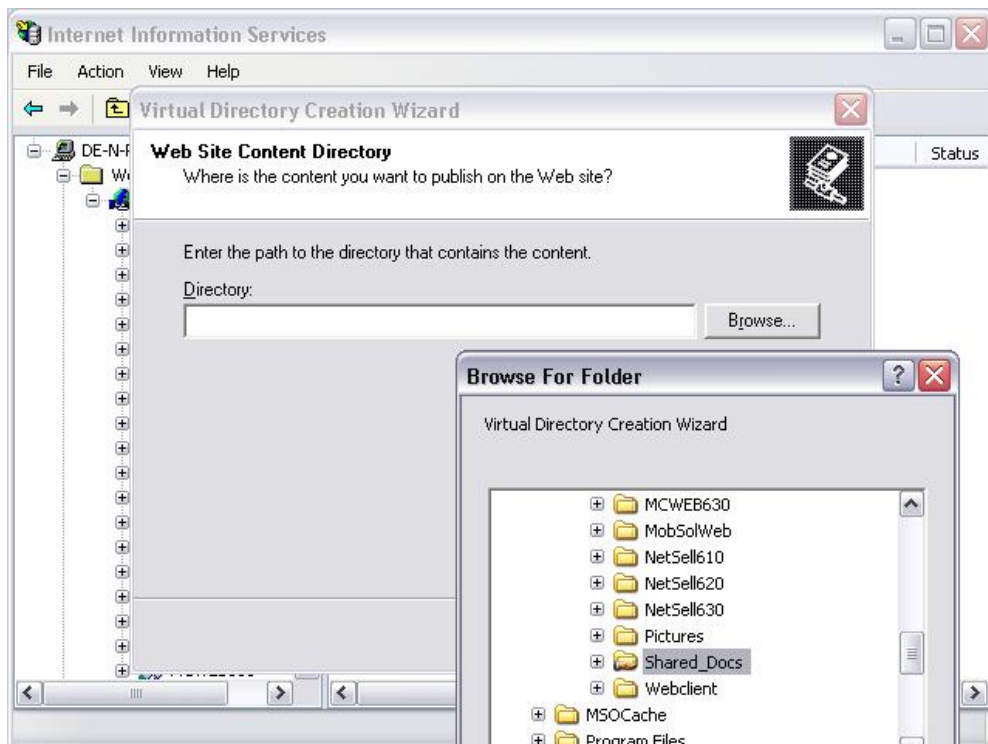 Internet Information Services
File Action View Help
Virtual Directory Creation Wizard
DE-N-
Web Site Content Directory
Status
Where is the content you want to publish on the Web site?
Enter the path to the directory that contains the content.
Directory:
Browse...
Browse For Folder
Virtual Directory Creation Wizard
MCWEB630
MobSolWeb
NetSell610
NetSell620
NetSell630
Pictures
Shared_Docs
Webclient
MSOCache
Program Files